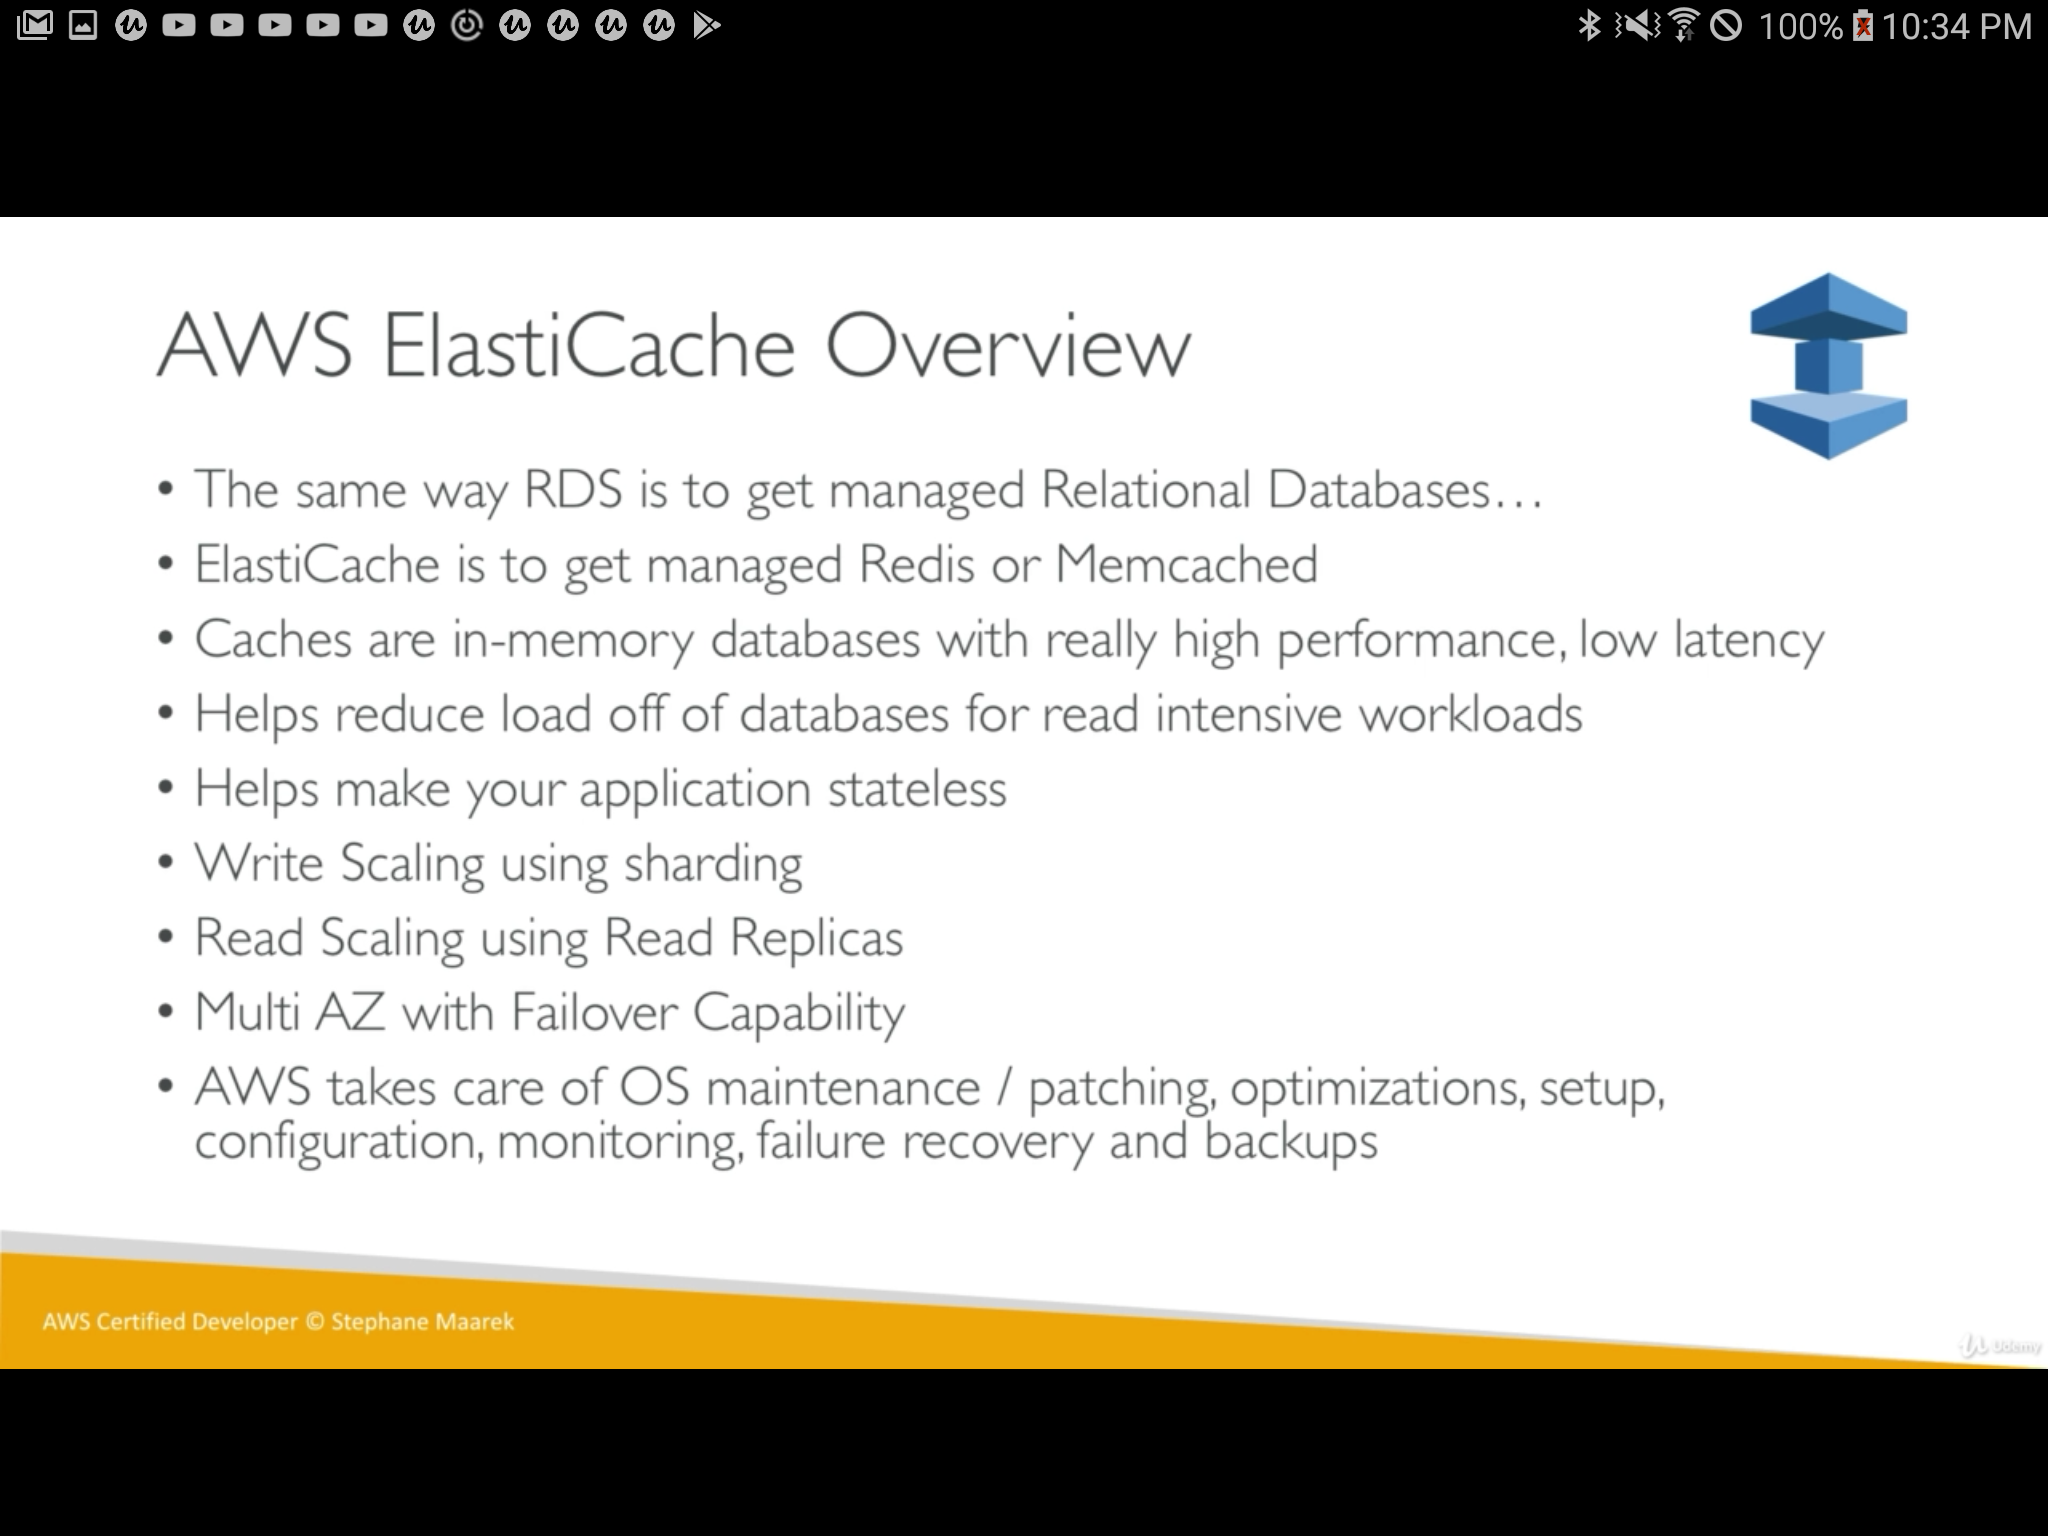 100% 10:34 PM
AWS ElastiCache Overview
• The same way RDS is to get managed Relational Databases…
• ElastiCache is to get managed Redis or Memcached
• Caches are in-memory databases with really high performance, low latency
• Helps reduce load off of databases for read intensive workloads
• Helps make your application stateless
• Write Scaling using sharding
• Read Scaling using Read Replicas
• Multi AZ with Failover Capability
• AWS takes care of OS maintenance / patching, optimizations, setup,
configuration, monitoring, failure recovery and backups
AWS Certified Developer © Stephane Maarek
Udemy